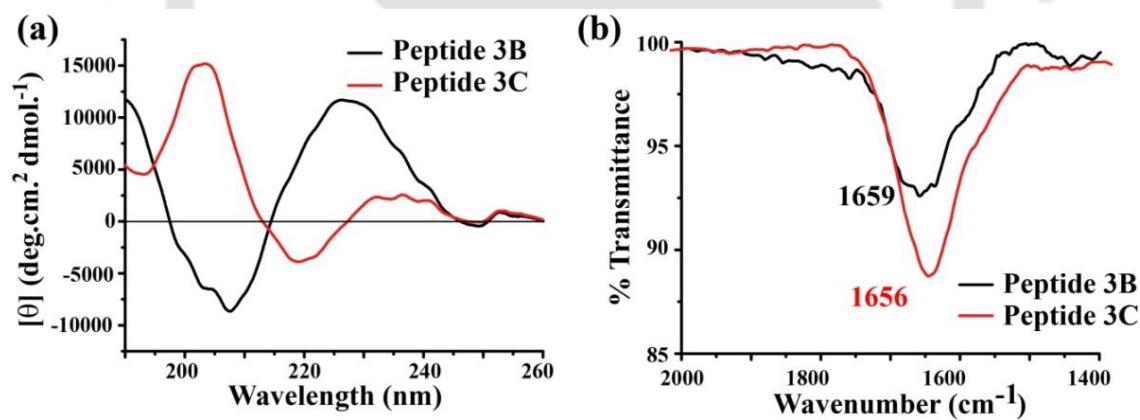 (a)
Peptide 3B
Peptide 3C
15000
10000
5000
0
-5000
-10000
[θ] (deg.cm.² dmol.⁻¹)
200
220
240
260
Wavelength (nm)
(b)
100
95
90
85
% Transmittance
1659
1656
Peptide 3B
Peptide 3C
2000
1800
1600
1400
Wavenumber (cm⁻¹)